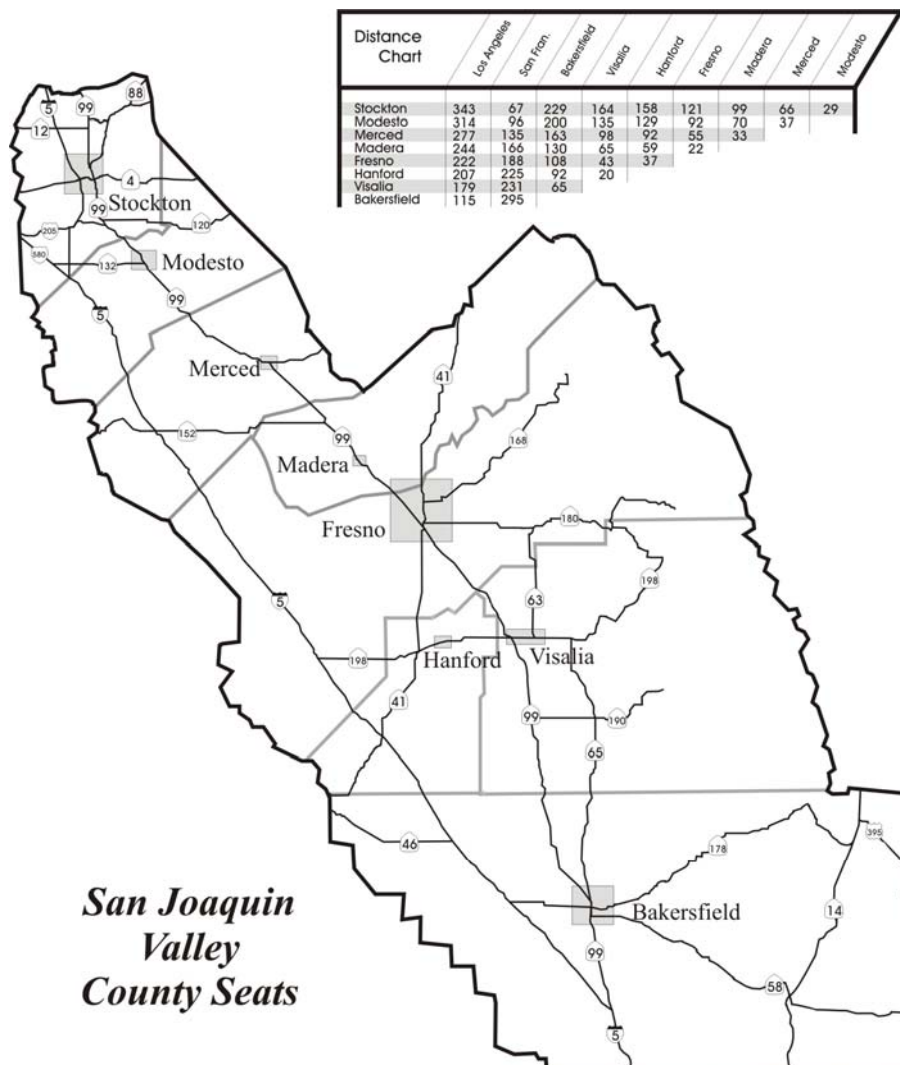 Distance
Chart
Los Angeles
San Fran.
Bakersfield
Visalia
Hanford
Fresno
Madera
Merced
Modesto
Stockton 343 67 229 164 158 121 99 66 29
Modesto 314 96 200 135 129 92 70 37
Merced 277 135 163 98 92 55 33
Madera 244 166 130 65 59 22
Fresno 222 188 108 43 37
Hanford 207 225 92 20
Visalia 179 231 65
Bakersfield 115 295
5 99 88
12
4
Stockton
99
120
205
580
132
Modesto
99
5
Merced
41
152
99
168
Madera
Fresno
180
198
5
63
198
Hanford
Visalia
41
99
190
65
46
178
395
San Joaquin
Valley
County Seats
Bakersfield
14
99
58
5